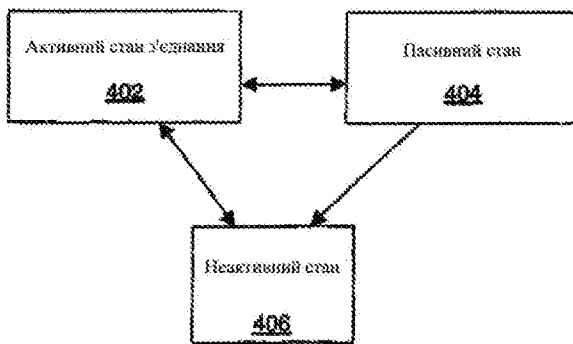 Активний стан з'єднання
402
Пасивний стан
404
Неактивний стан
406